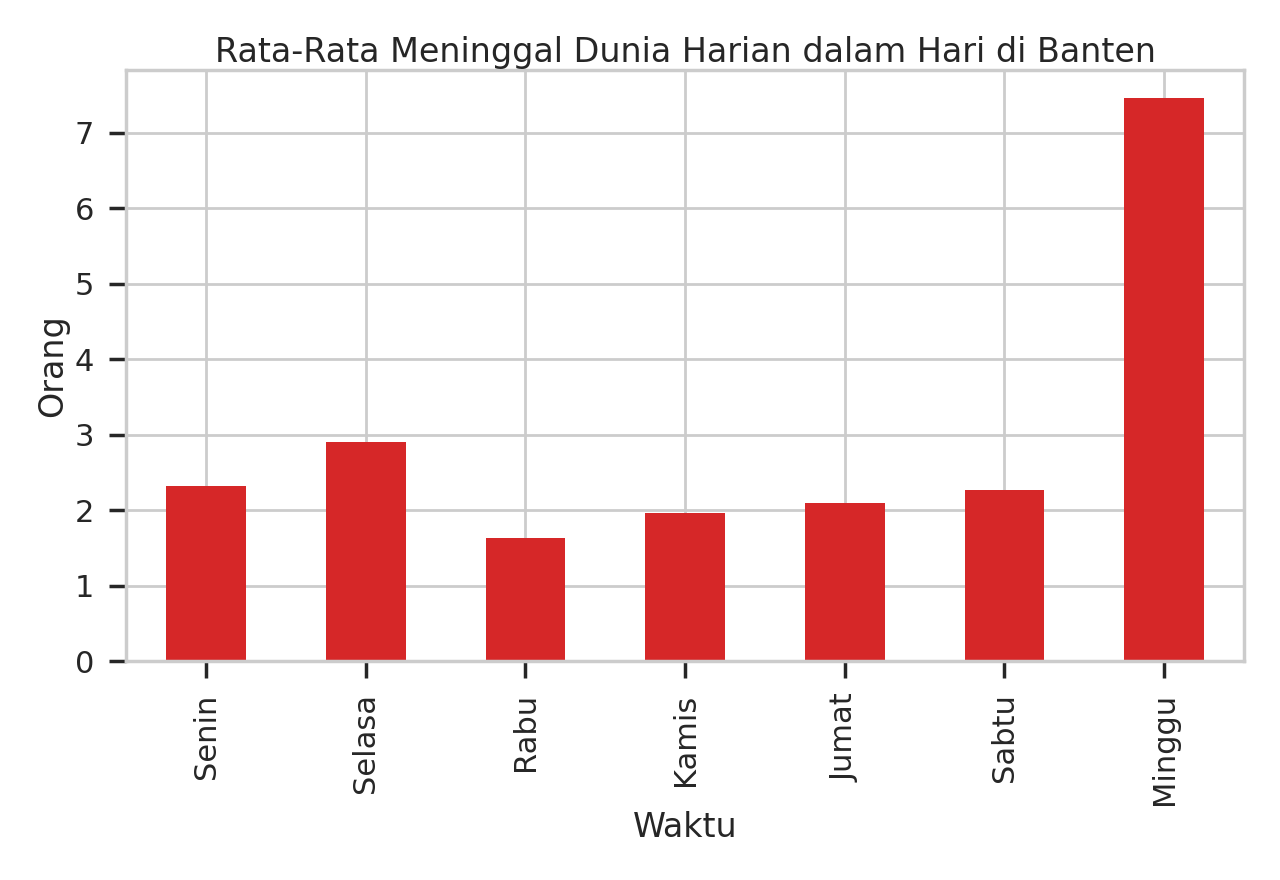 Rata-Rata Meninggal Dunia Harian dalam Hari di Banten
7
6
5
4
3
2
1
0
Orang
Senin
Selasa
Rabu
Kamis
Jumat
Sabtu
Minggu
Waktu